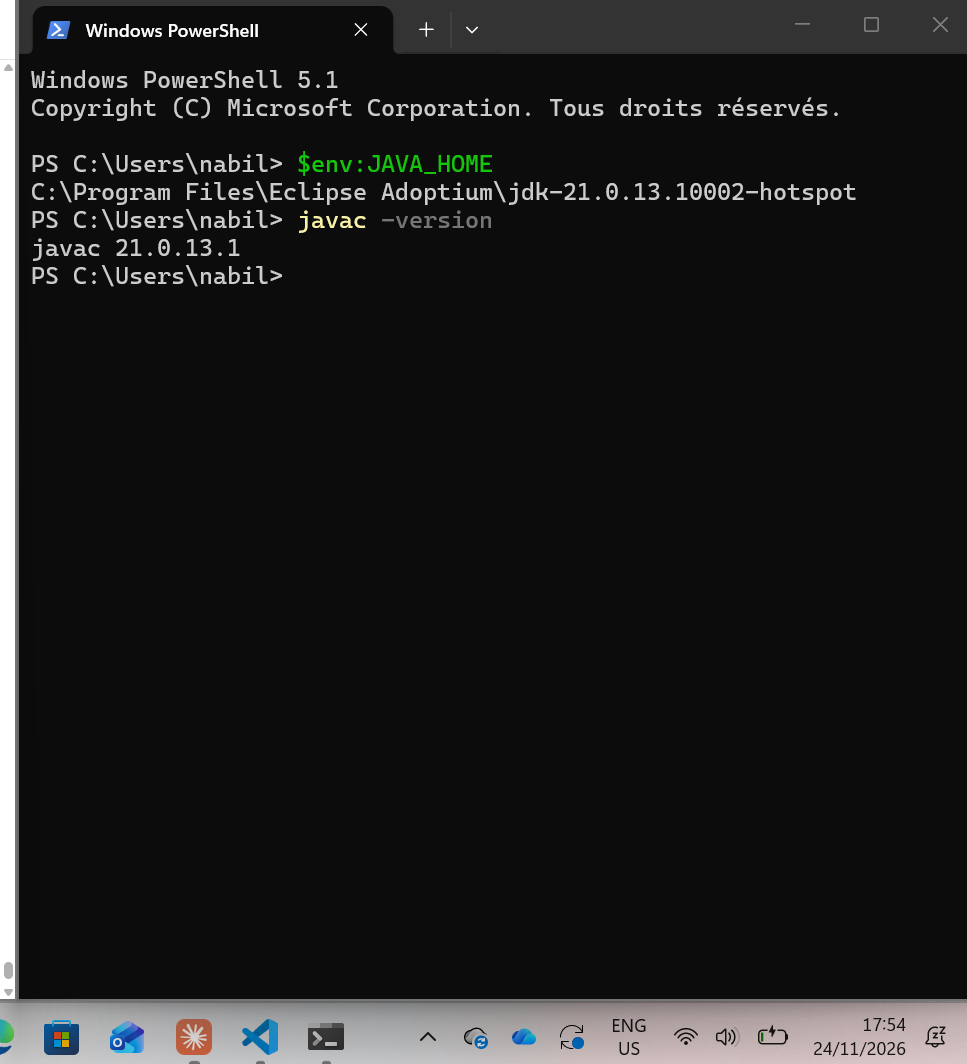 Windows PowerShell
Windows PowerShell 5.1
Copyright (C) Microsoft Corporation. Tous droits réservés.
PS C:\Users\nabil> $env:JAVA_HOME
C:\Program Files\Eclipse Adoptium\jdk-21.0.13.10002-hotspot
PS C:\Users\nabil> javac -version
javac 21.0.13.1
PS C:\Users\nabil>
ENG
US
17:54
24/11/2026